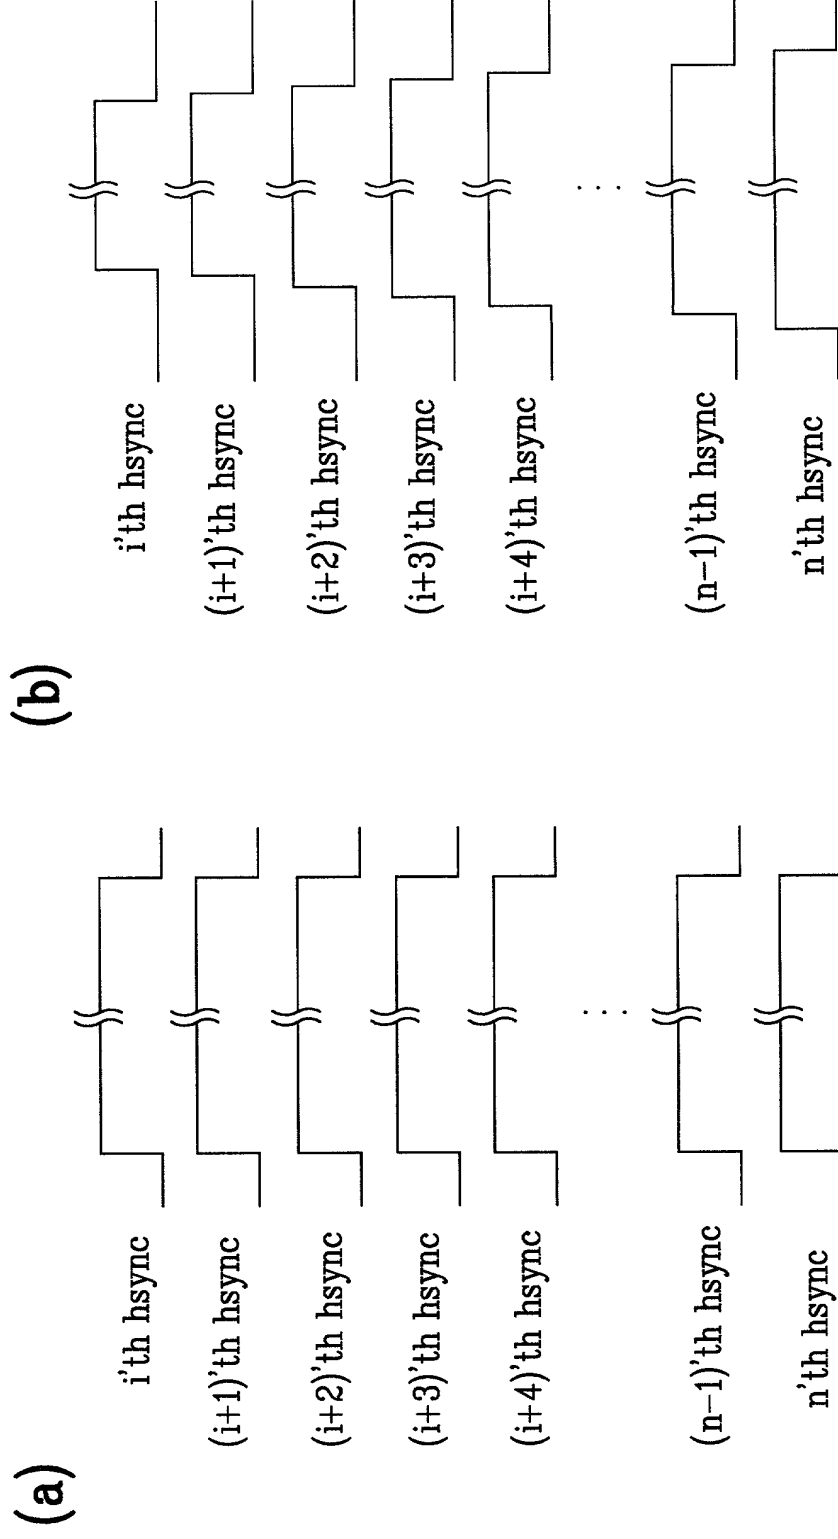 (a)
i'th hsync
(i+1)'th hsync
(i+2)'th hsync
(i+3)'th hsync
(i+4)'th hsync
. . .
(n−1)'th hsync
n'th hsync
(b)
i'th hsync
(i+1)'th hsync
(i+2)'th hsync
(i+3)'th hsync
(i+4)'th hsync
. . .
(n−1)'th hsync
n'th hsync